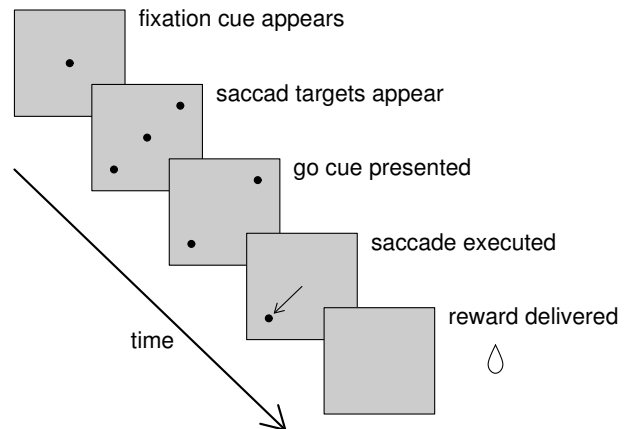 fixation cue appears
saccad targets appear
go cue presented
saccade executed
reward delivered
time